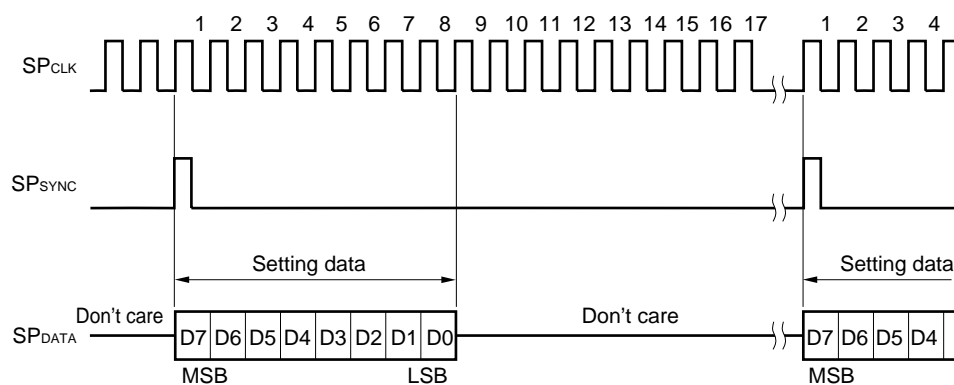 1 2 3 4 5 6 7 8 9 10 11 12 13 14 15 16 17 1 2 3 4
SPCLK
SPSYNC
Setting data Setting data
Don't care Don't care
SPDATA D7 D6 D5 D4 D3 D2 D1 D0 D7 D6 D5 D4
MSB LSB MSB